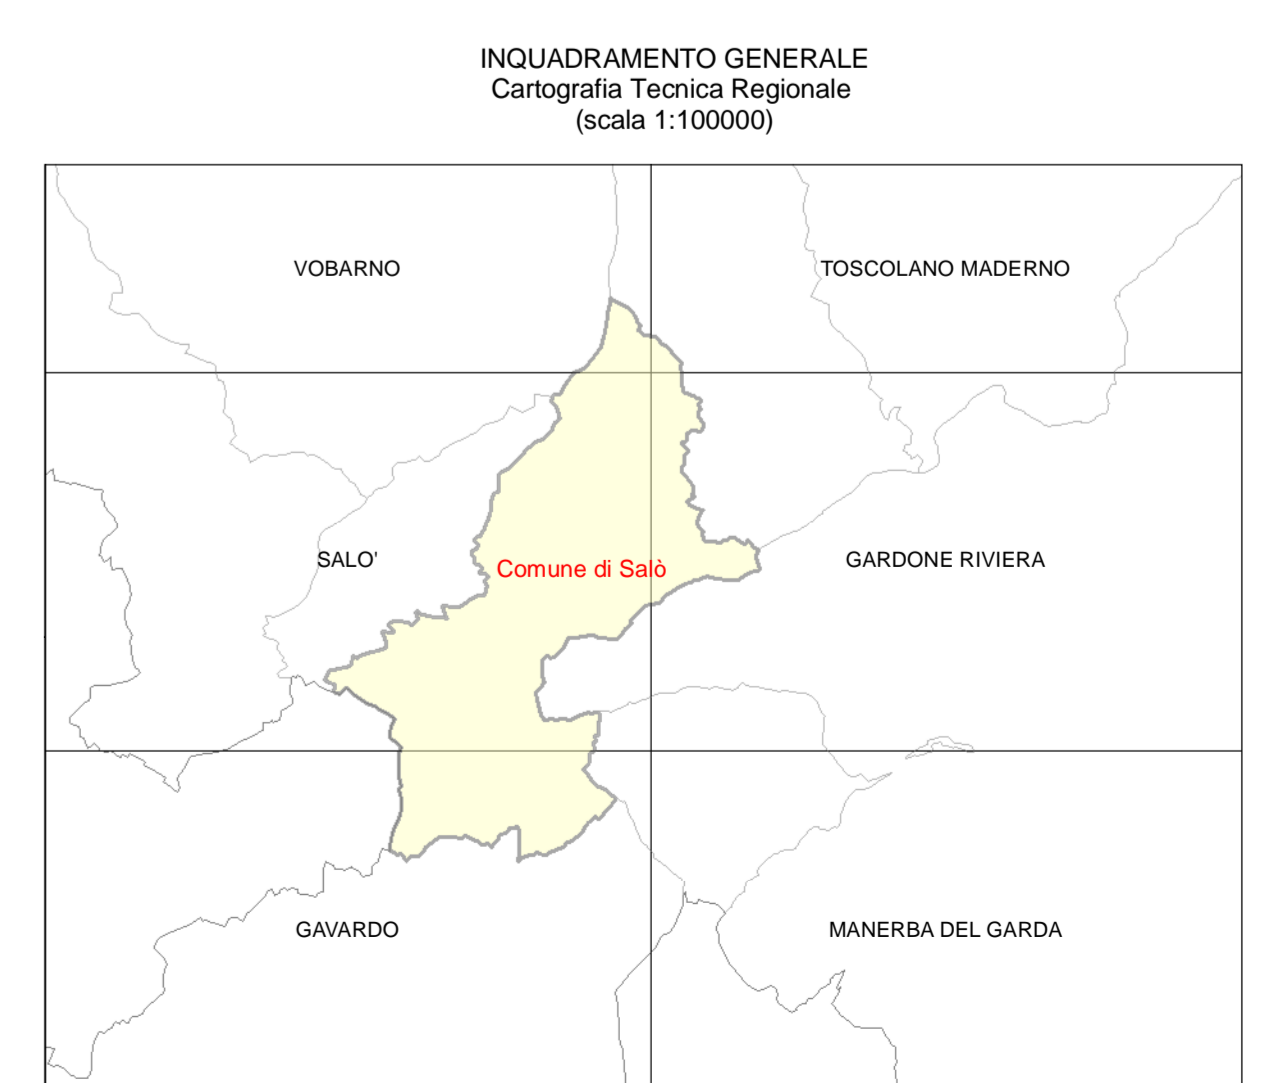 INQUADRAMENTO GENERALE
Cartografia Tecnica Regionale
(scala 1:100000)
VOBARNO
TOSCOLANO MADERNO
SALO'
Comune di Salò
GARDONE RIVIERA
GAVARDO
MANERBA DEL GARDA